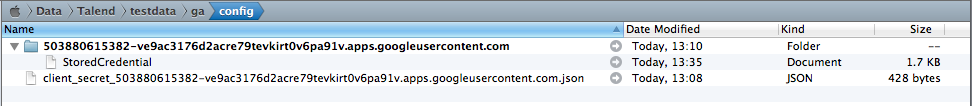 Data Talend testdata ga config
Name Date Modified Kind Size
503880615382-ve9ac3176d2acre79tevkirt0v6pa91v.apps.googleusercontent.com Today, 13:10 Folder --
StoredCredential Today, 13:35 Document 1.7 KB
client_secret_503880615382-ve9ac3176d2acre79tevkirt0v6pa91v.apps.googleusercontent.com.json Today, 13:08 JSON 428 bytes